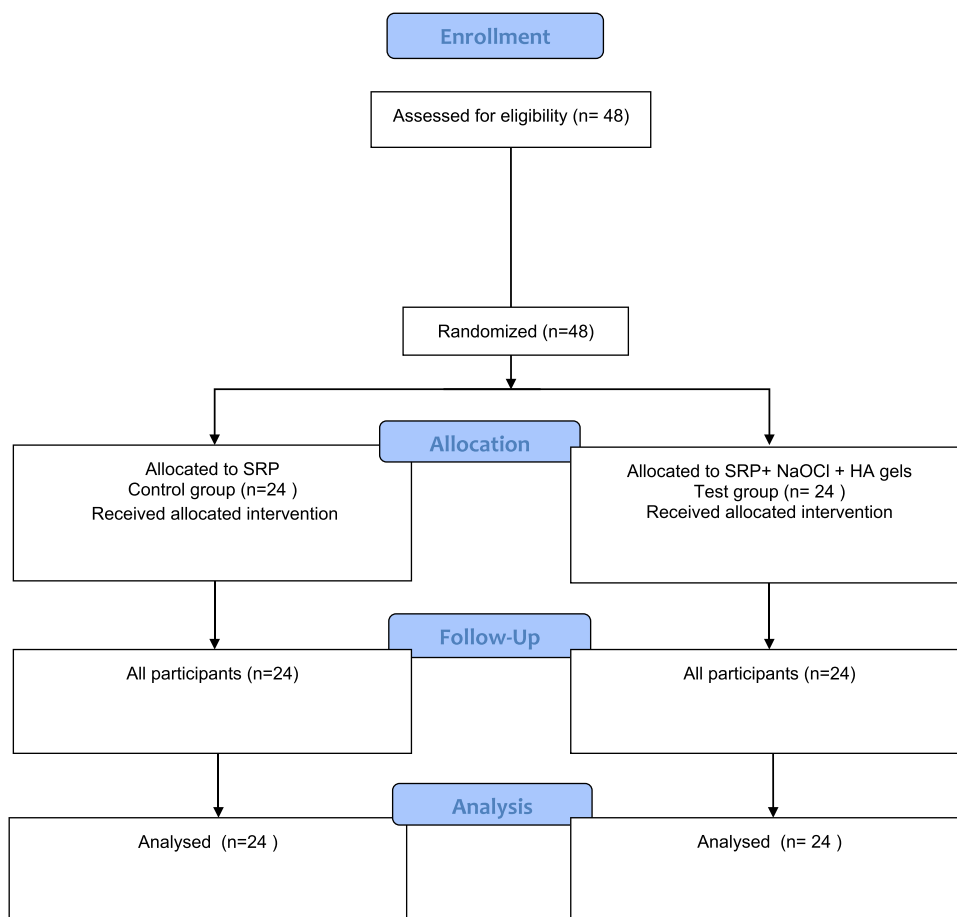 Enrollment
Assessed for eligibility (n= 48)
Randomized (n=48)
Allocation
Allocated to SRP
Control group (n=24 )
Received allocated intervention
Allocated to SRP+ NaOCl + HA gels
Test group (n= 24 )
Received allocated intervention
Follow-Up
All participants (n=24)
All participants (n=24)
Analysis
Analysed (n=24 )
Analysed (n= 24 )